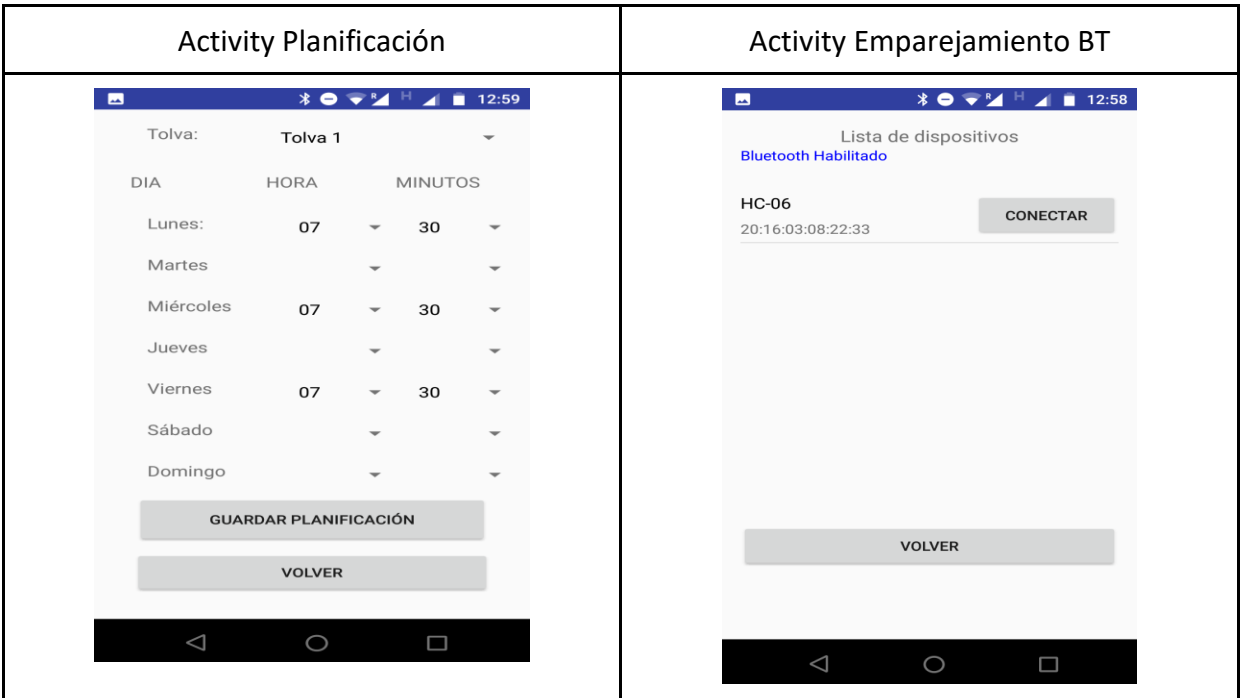 Activity Planificación
Activity Emparejamiento BT
R H 12:59
Tolva: Tolva 1
DIA HORA MINUTOS
Lunes: 07 30
Martes
Miércoles 07 30
Jueves
Viernes 07 30
Sábado
Domingo
GUARDAR PLANIFICACIÓN
VOLVER
R H 12:58
Lista de dispositivos
Bluetooth Habilitado
HC-06
CONECTAR
20:16:03:08:22:33
VOLVER